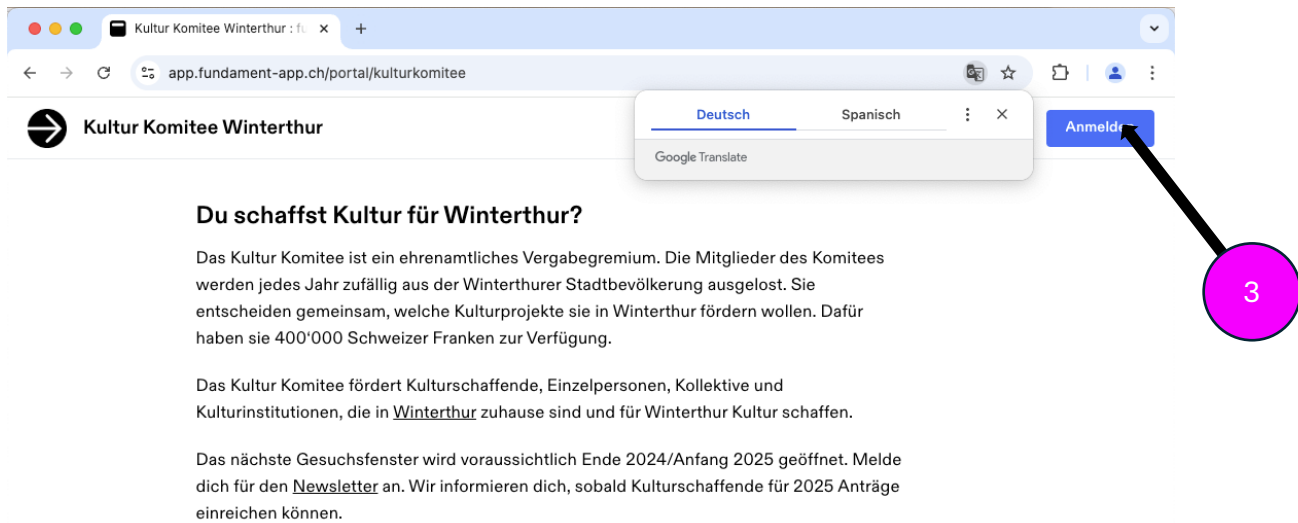 Kultur Komitee Winterthur : fu
app.fundament-app.ch/portal/kulturkomitee
Kultur Komitee Winterthur
Deutsch
Spanisch
Google Translate
Anmelden
3
Du schaffst Kultur für Winterthur?
Das Kultur Komitee ist ein ehrenamtliches Vergabegremium. Die Mitglieder des Komitees
werden jedes Jahr zufällig aus der Winterthurer Stadtbevölkerung ausgelost. Sie
entscheiden gemeinsam, welche Kulturprojekte sie in Winterthur fördern wollen. Dafür
haben sie 400'000 Schweizer Franken zur Verfügung.
Das Kultur Komitee fördert Kulturschaffende, Einzelpersonen, Kollektive und
Kulturinstitutionen, die in Winterthur zuhause sind und für Winterthur Kultur schaffen.
Das nächste Gesuchsfenster wird voraussichtlich Ende 2024/Anfang 2025 geöffnet. Melde
dich für den Newsletter an. Wir informieren dich, sobald Kulturschaffende für 2025 Anträge
einreichen können.